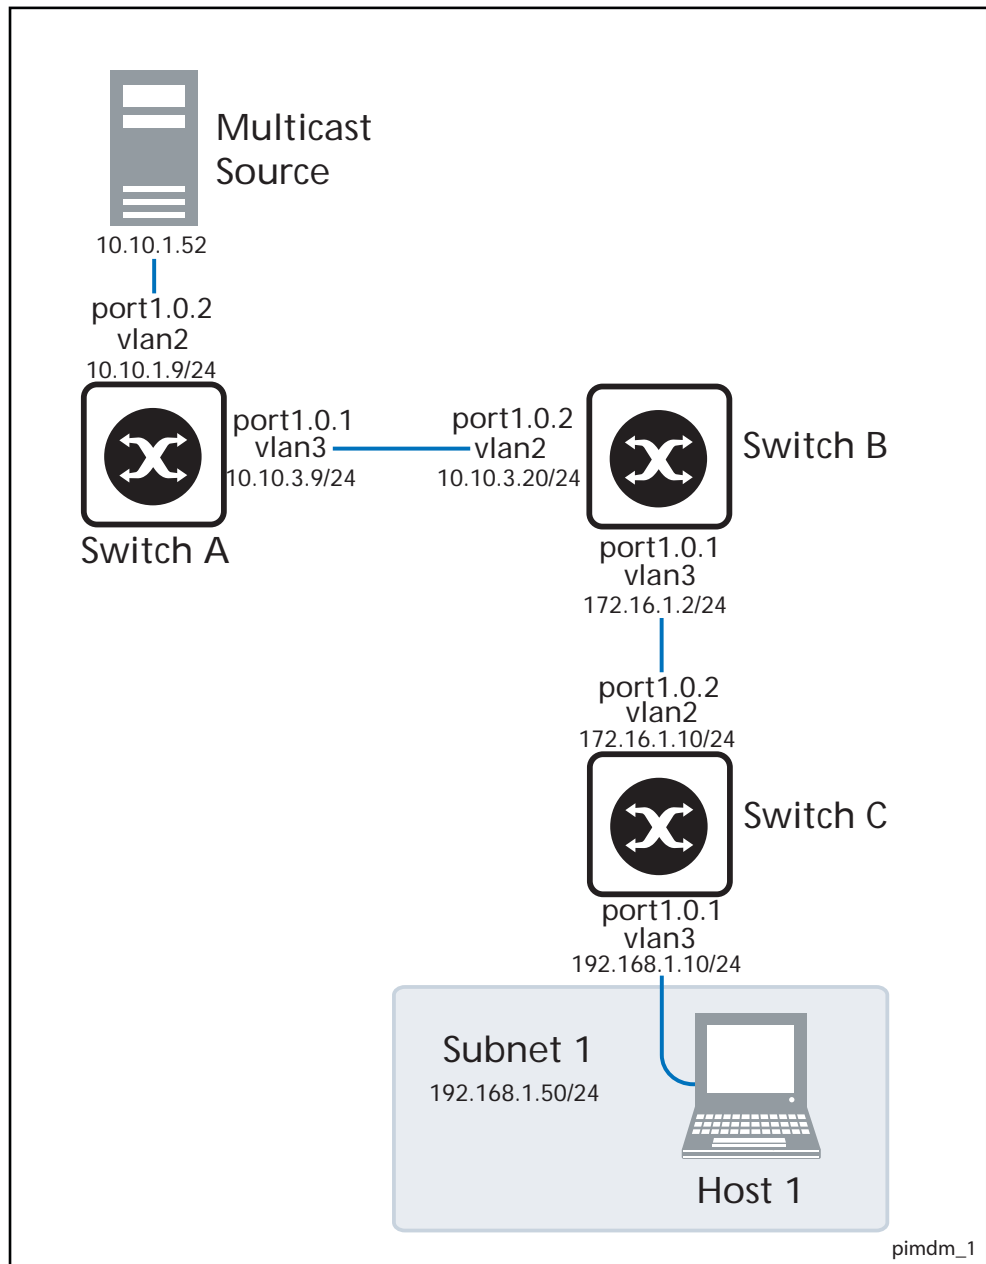 Multicast
Source
10.10.1.52
port1.0.2
vlan2
10.10.1.9/24
port1.0.1
vlan3
10.10.3.9/24
Switch A
port1.0.2
vlan2
10.10.3.20/24
Switch B
port1.0.1
vlan3
172.16.1.2/24
port1.0.2
vlan2
172.16.1.10/24
Switch C
port1.0.1
vlan3
192.168.1.10/24
Subnet 1
192.168.1.50/24
Host 1
pimdm_1